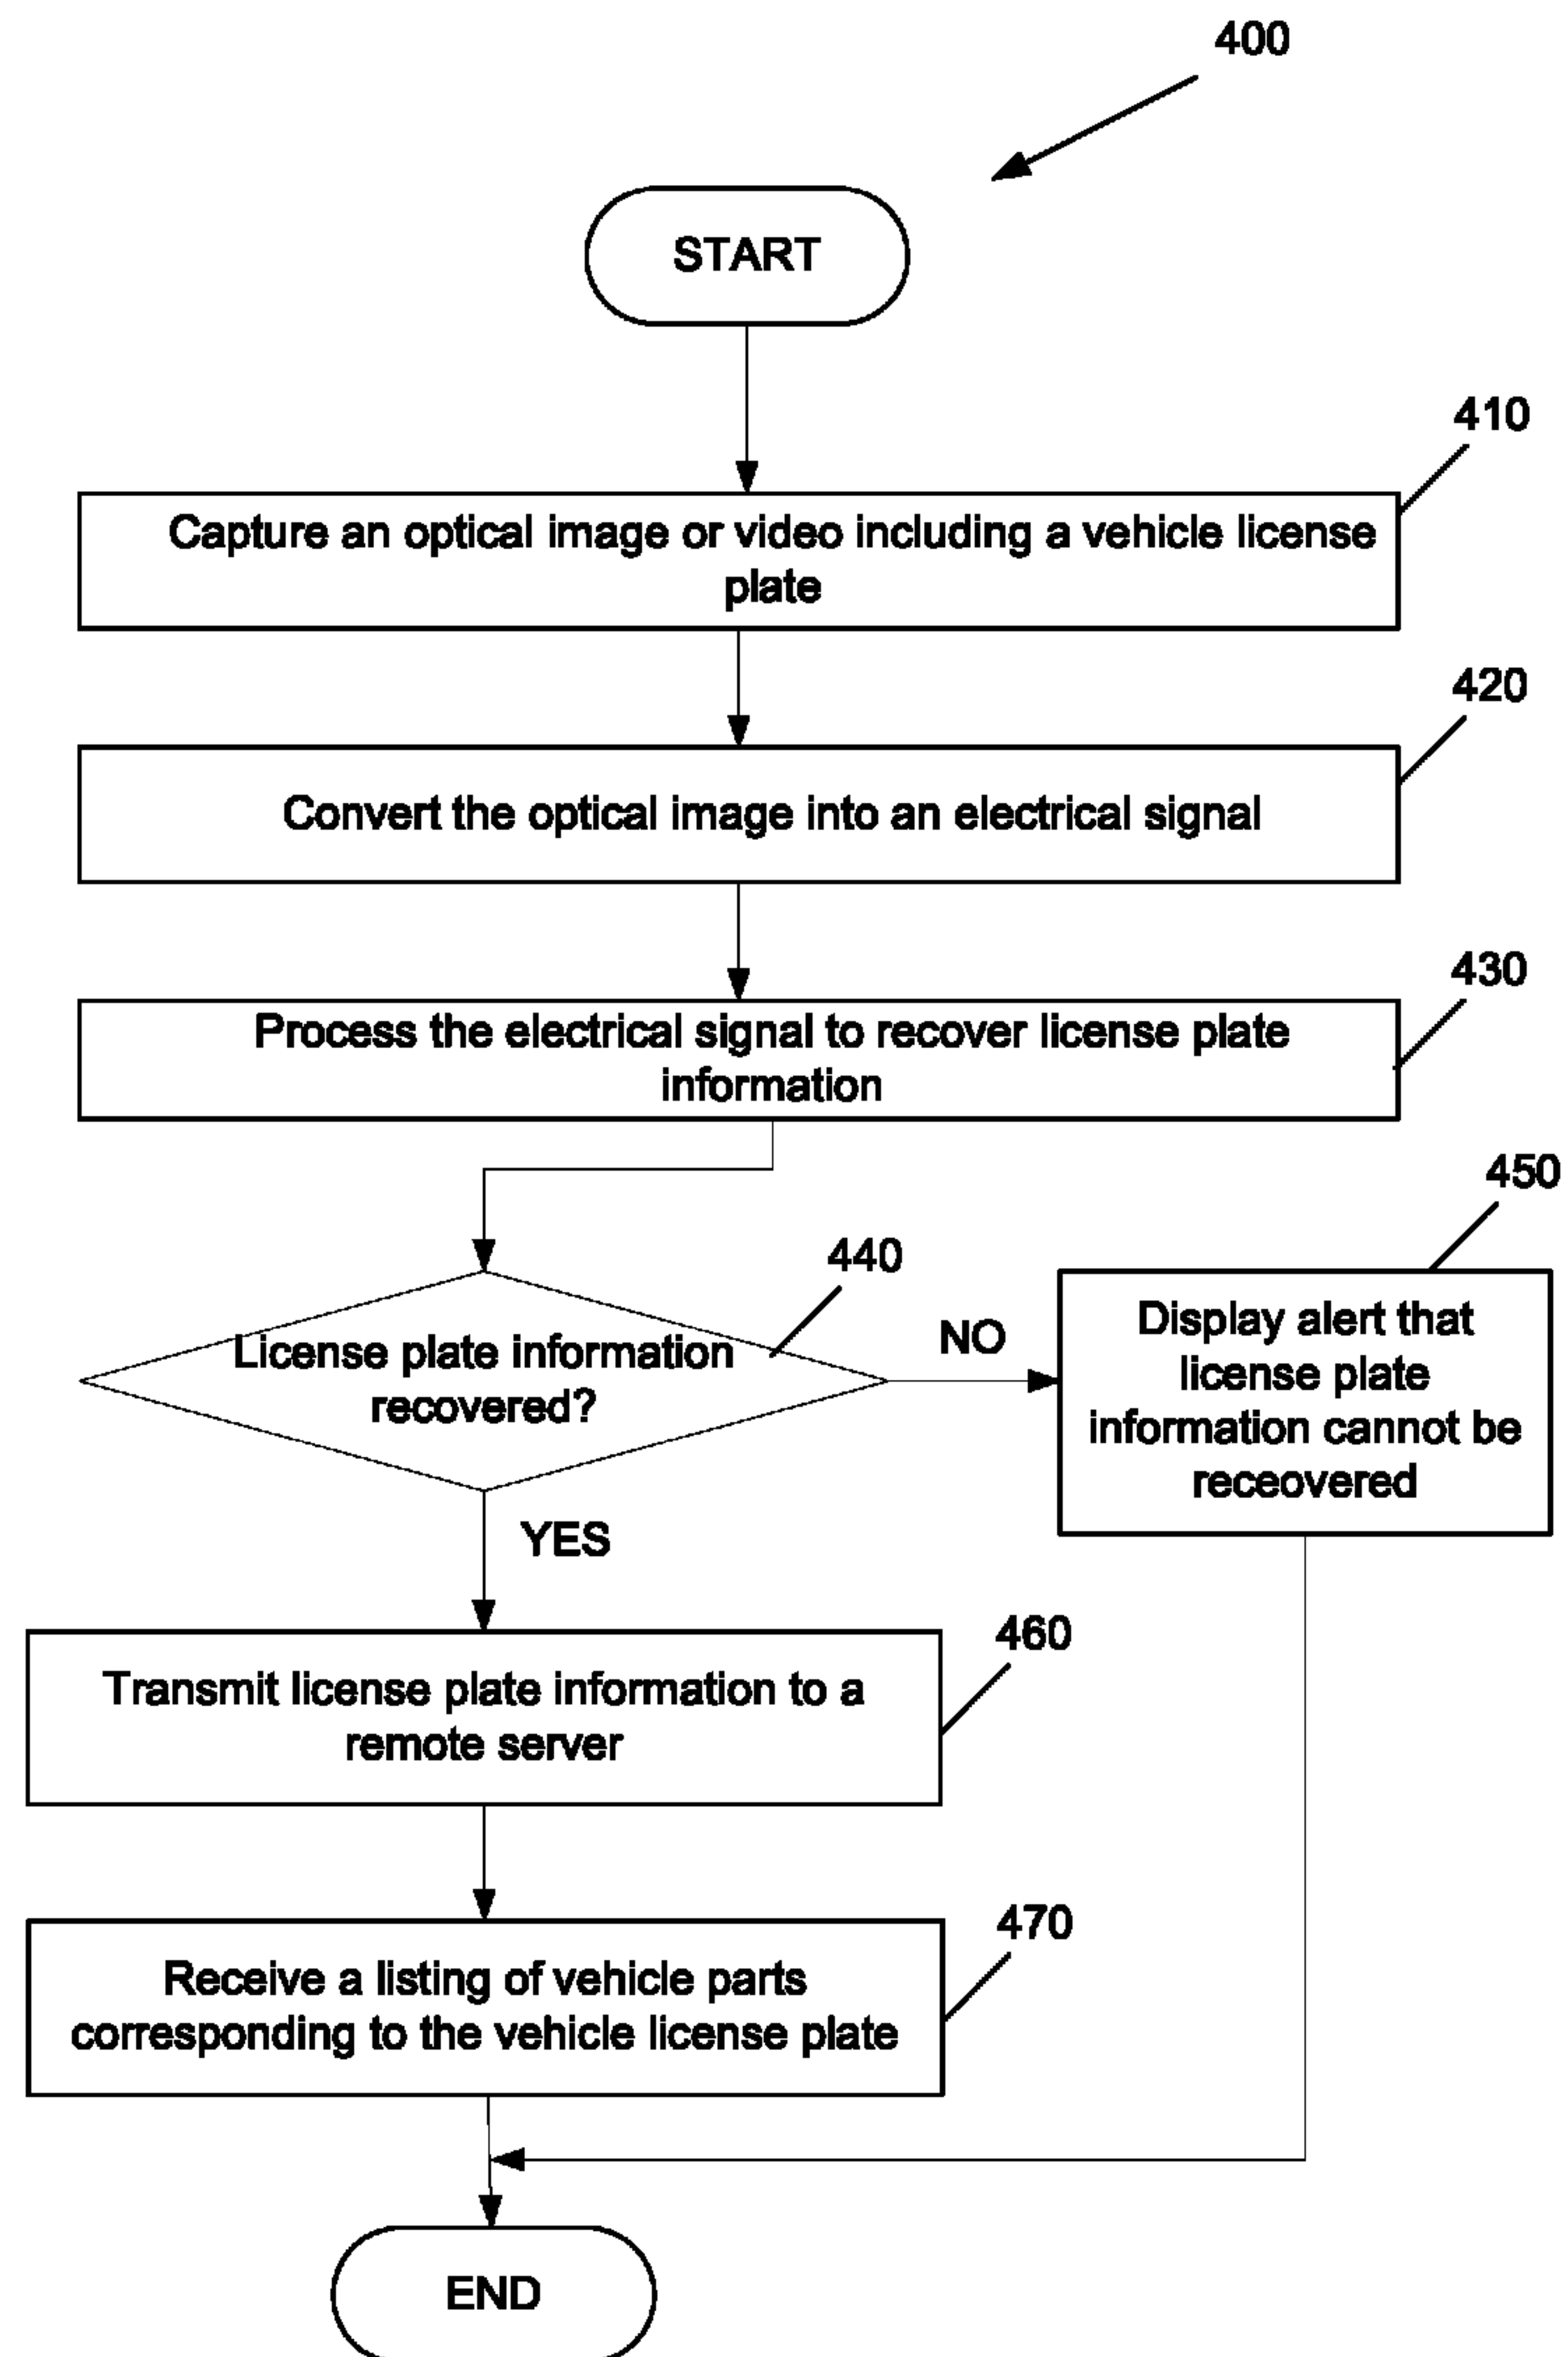 400
START
410
Capture an optical image or video including a vehicle license
plate
420
Convert the optical image into an electrical signal
430
Process the electrical signal to recover license plate
information
440
License plate information
recovered?
NO
450
Display alert that
license plate
information cannot be
receovered
YES
460
Transmit license plate information to a
remote server
470
Receive a listing of vehicle parts
corresponding to the vehicle license plate
END